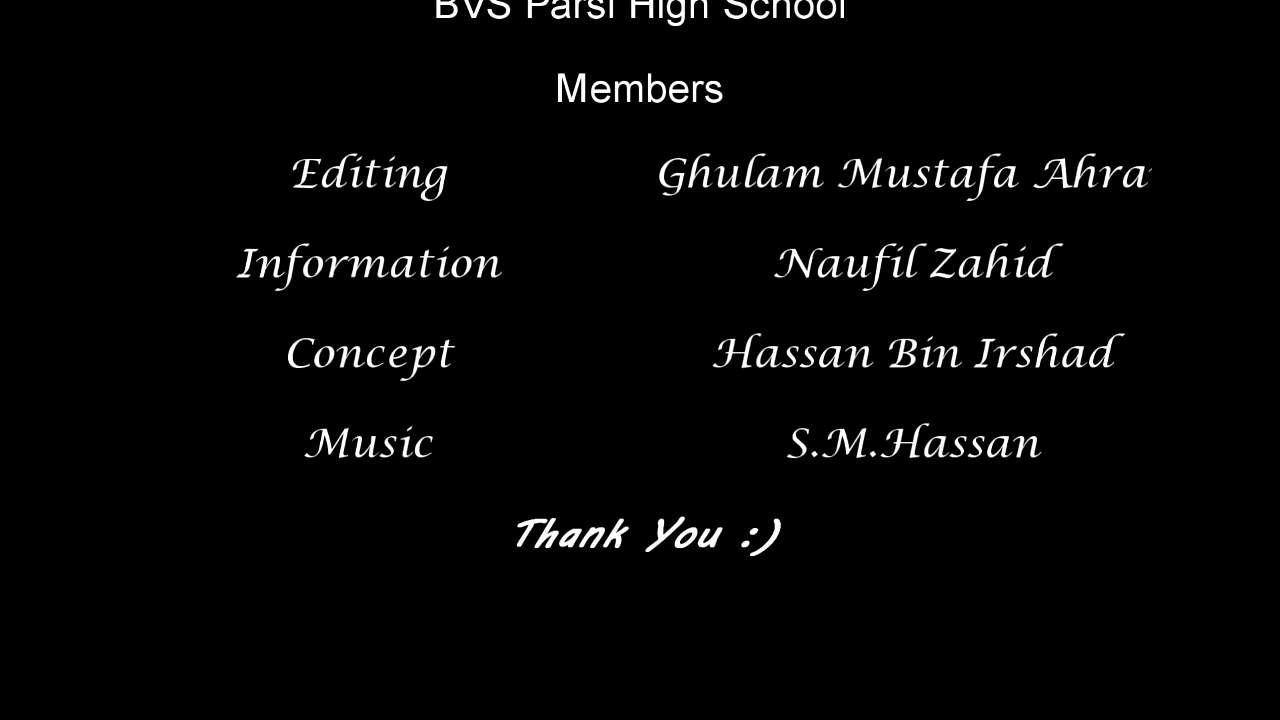 BVS Parsi High School
Members
Editing Ghulam Mustafa
Information Naufil Zahid
Concept Hassan Bin Irshad
Music S.M.Hassan
Thank You :)